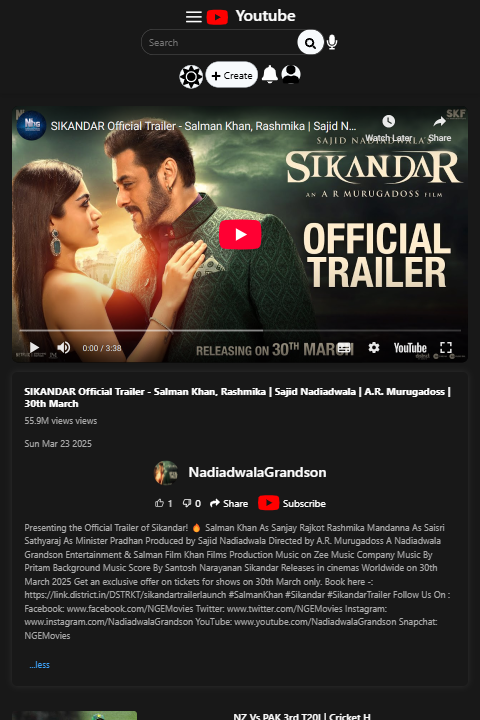 Youtube
Search
+ Create
SIKANDAR Official Trailer - Salman Khan, Rashmika | Sajid N...
Watch Later
Share
SKF
SAJID NADIADWALA'S
SIKANDAR
AN A R MURUGADOSS FILM
OFFICIAL
TRAILER
RELEASING ON 30TH MARCH
0:00 / 3:38
YouTube
SIKANDAR Official Trailer - Salman Khan, Rashmika | Sajid Nadiadwala | A.R. Murugadoss |
30th March
55.9M views views
Sun Mar 23 2025
NadiadwalaGrandson
1 0 Share Subscribe
Presenting the Official Trailer of Sikandar! 🔥 Salman Khan As Sanjay Rajkot Rashmika Mandanna As Saisri
Sathyaraj As Minister Pradhan Produced by Sajid Nadiadwala Directed by A.R. Murugadoss A Nadiadwala
Grandson Entertainment & Salman Film Khan Films Production Music on Zee Music Company Music By
Pritam Background Music Score By Santosh Narayanan Sikandar Releases in cinemas Worldwide on 30th
March 2025 Get an exclusive offer on tickets for shows on 30th March only. Book here -:
https://link.district.in/DSTRKT/sikandartrailerlaunch #SalmanKhan #Sikandar #SikandarTrailer Follow Us On :
Facebook: www.facebook.com/NGEMovies Twitter: www.twitter.com/NGEMovies Instagram:
www.instagram.com/NadiadwalaGrandson YouTube: www.youtube.com/NadiadwalaGrandson Snapchat:
NGEMovies
...less
NZ Vs PAK 3rd T20I | Cricket H